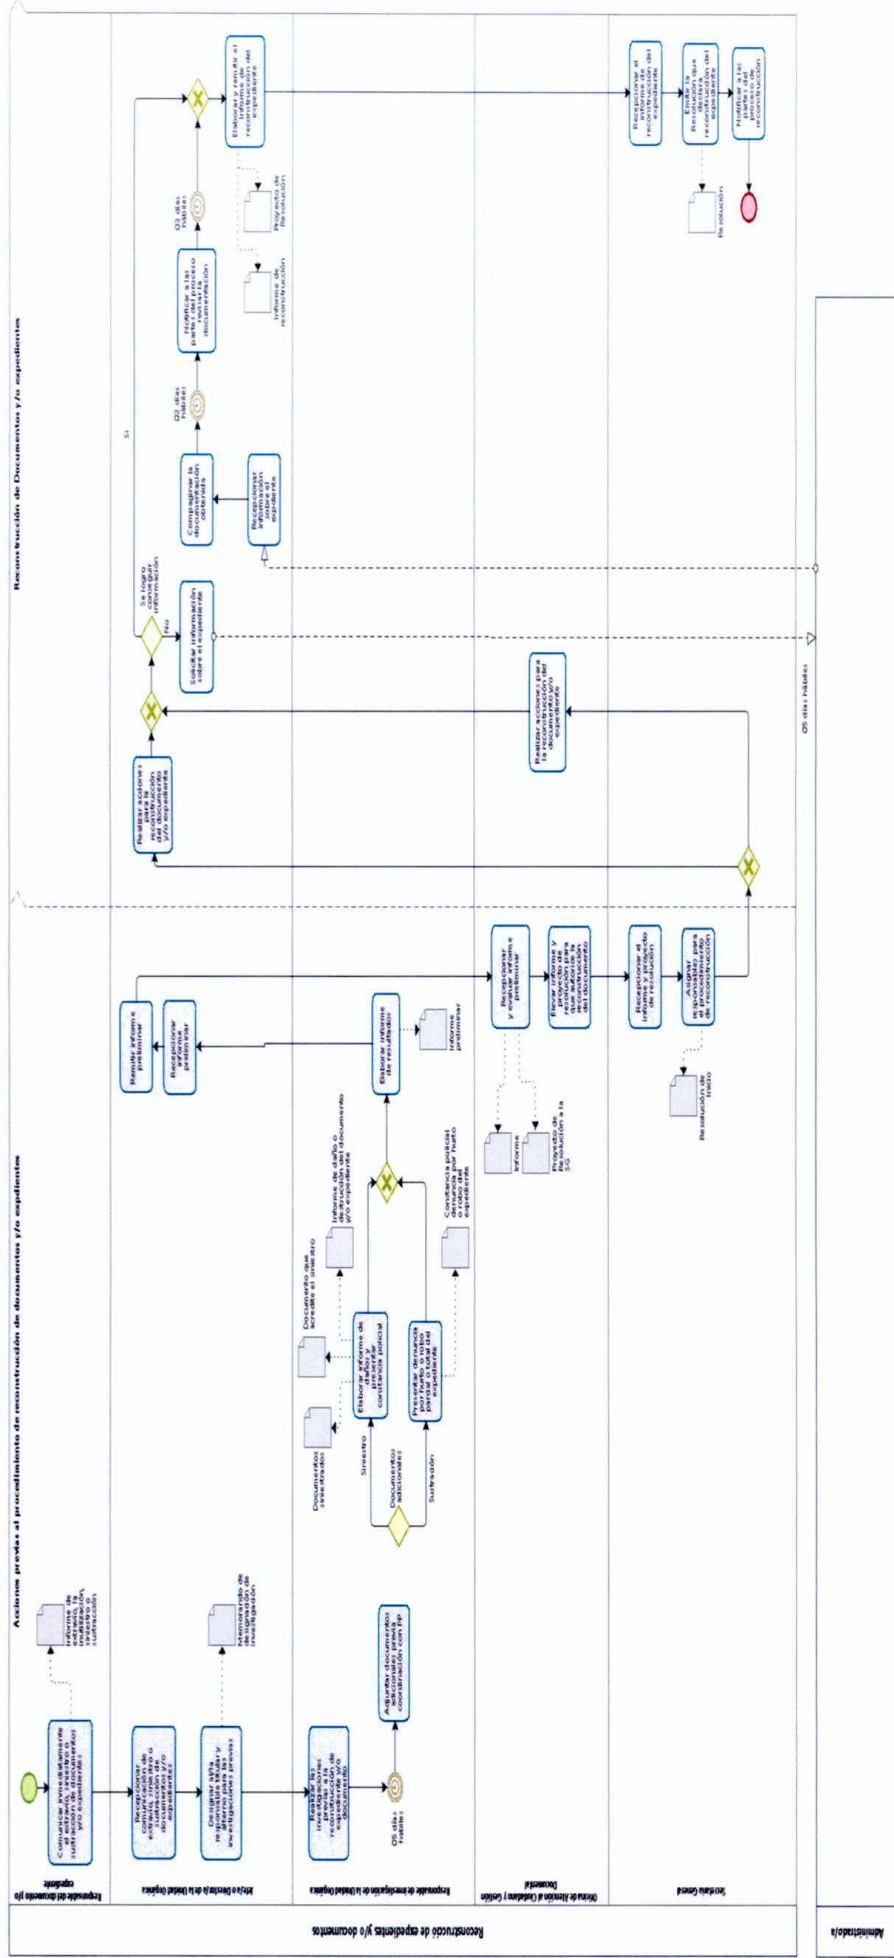 Reconstrucció de expedientes y/o documentos
Acciones previas al procedimiento de reconstrucción de documentos y/o expdientes
Reconstrucción de Documentos y/o expedientes
Responsable del documento y/o
expediente
Comunicar inmediatamente
el extravío, siniestro o
sustracción de documentos
y/o expedientes
Informe de
extravío, la
inutilización,
siniestro o
sustracción
Jefe/a o Director/a de la Unidad Orgánica
Recepcionar
comunicación de
extravío, siniestro o
sustracción de
documentos y/o
expedientes
Designar al/la
responsable titular y
alterno para las
investigaciones previas
Memorando de
designación de
investigación
Remitir informe
preliminar
Recepcionar
informe
preliminar
Realizar acciones
para la
reconstrucción
del documento
y/o expediente
Se logro
conseguir
información
Si
No
Solicitar información
sobre el expediente
Compaginar la
documentación
obtenida
Recepcionar
información
sobre el
expdiente
02 días
hábiles
Notificar a las
partes del proceso
revisar la
documentación
03 días
hábiles
Elaborar y remitir el
informe de
reconstrucción del
expediente
Informe de
reconstrucción
Proyecto de
Resolución
Responsable de investigación de la Unidad Orgánica
Realizar las
investigaciones
previas a la
reconstrucción de
expediente y/o
documento
05 días
hábiles
Adjuntar documentos
adicionales previa
coordinación con PP
Documentos
adicionales
Siniestro
Sustración
Elaborar informe de
daños y
presentar
constancia policial
Documentos
siniestrados
Documento que
acredite el siniestro
Informe de daño o
destrucción del documento
y/o expediente
Presentar denuncia
por hurto o robo
parcial o total del
expediente
Constancia policial
denuncia por hurto
o robo del
expediente
Elaborar informe
de resultados
Informe
preliminar
Oficina de Atención al Ciudadano y Gestión
Documental
Recepcionar
y evaluar informe
preliminar
Informe
Proyecto de
Resolución a la
SG
Elevar informe y
proyecto de
resolución para
que autorice la
reconstrucción
del documento
Realizar acciones para
la reconstrucción del
documento y/o
expediente
Secretaría General
Recepcionar el
informe y proyecto
de resolución
Asignar
responsables para
el procedimiento
de reconstrucción
Resolución de
Inicio
Recepcionar el
informe de
reconstrucción del
expediente
Emitir la
Resolución que
declara
reconstrucción del
expediente
Resolución
Notificar a las
partes del
proceso de
reconstrucción
05 días hábiles
Administrado/a